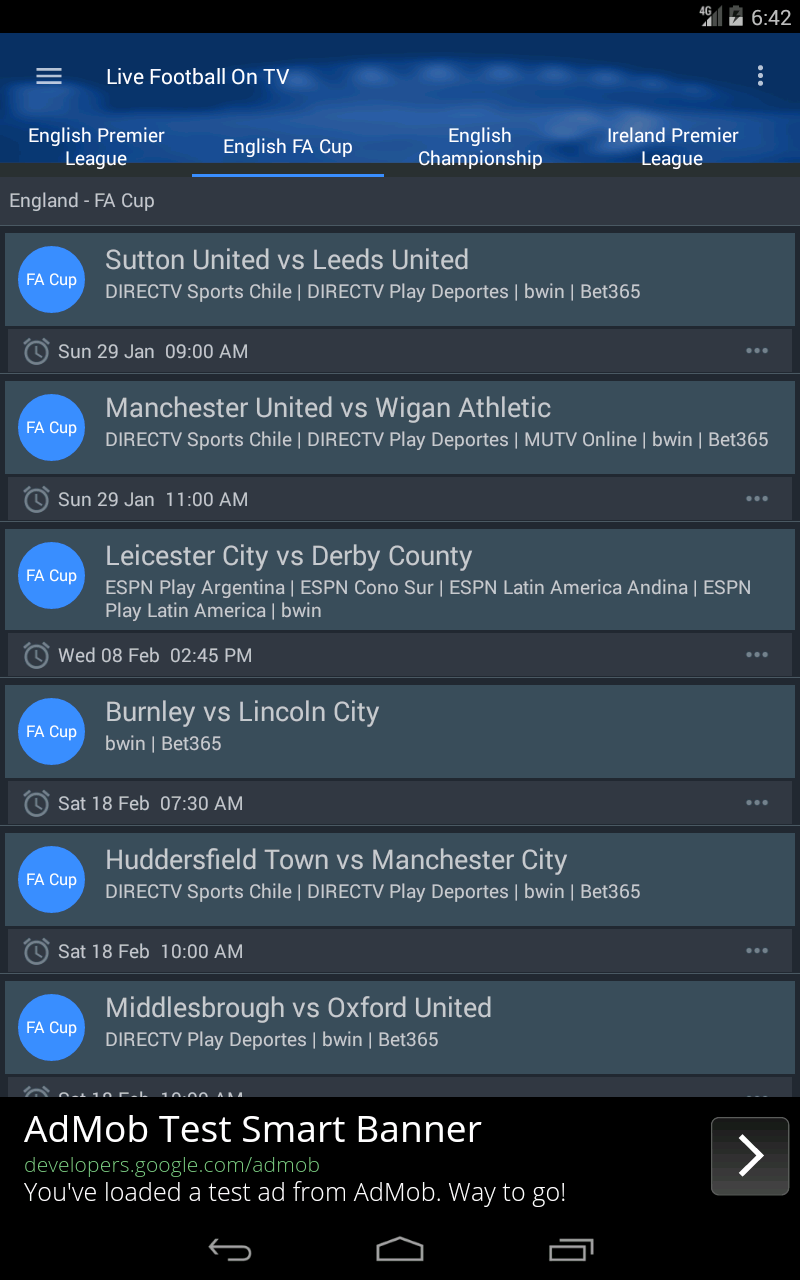 4G 6:42
Live Football On TV
English Premier
League
English FA Cup
English
Championship
Ireland Premier
League
England - FA Cup
FA Cup
Sutton United vs Leeds United
DIRECTV Sports Chile | DIRECTV Play Deportes | bwin | Bet365
Sun 29 Jan 09:00 AM
FA Cup
Manchester United vs Wigan Athletic
DIRECTV Sports Chile | DIRECTV Play Deportes | MUTV Online | bwin | Bet365
Sun 29 Jan 11:00 AM
FA Cup
Leicester City vs Derby County
ESPN Play Argentina | ESPN Cono Sur | ESPN Latin America Andina | ESPN
Play Latin America | bwin
Wed 08 Feb 02:45 PM
FA Cup
Burnley vs Lincoln City
bwin | Bet365
Sat 18 Feb 07:30 AM
FA Cup
Huddersfield Town vs Manchester City
DIRECTV Sports Chile | DIRECTV Play Deportes | bwin | Bet365
Sat 18 Feb 10:00 AM
FA Cup
Middlesbrough vs Oxford United
DIRECTV Play Deportes | bwin | Bet365
Sat 18 Feb 10:00 AM
AdMob Test Smart Banner
developers.google.com/admob
You've loaded a test ad from AdMob. Way to go!